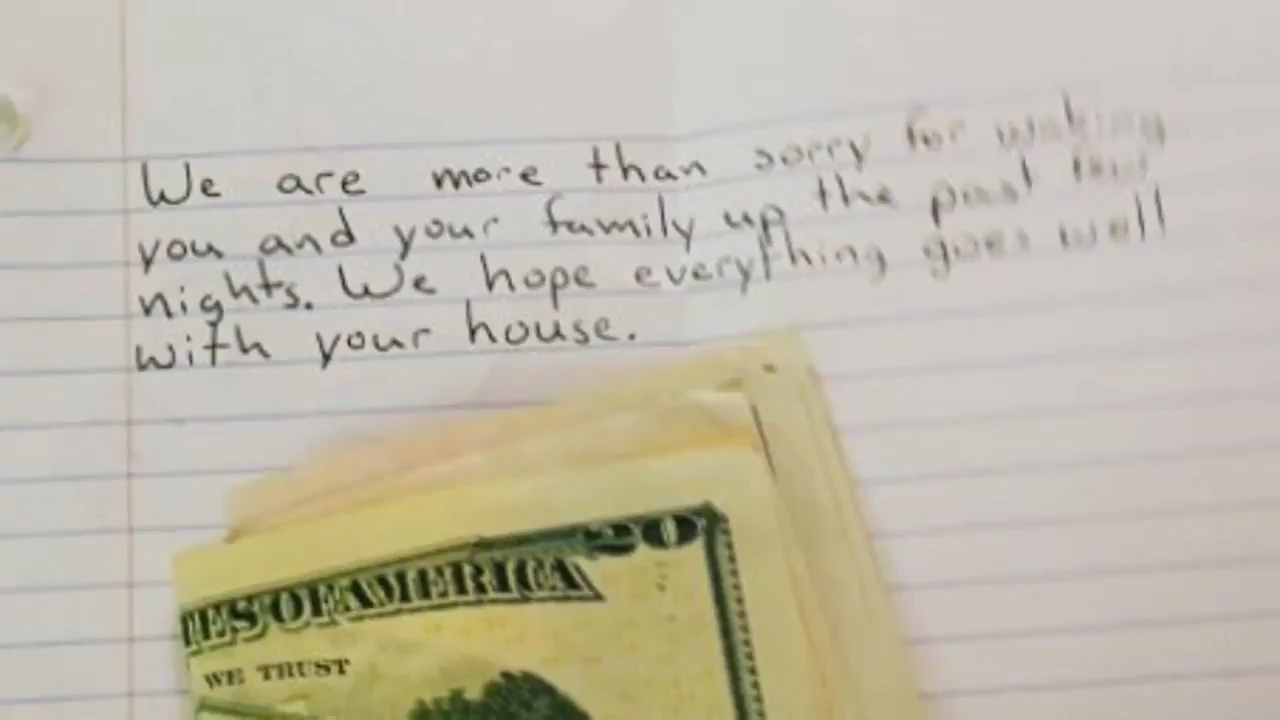 We are more than sorry for waking
you and your family up the past two
nights. We hope everything goes well
with your house.
20
TES OF AMERICA
WE TRUST